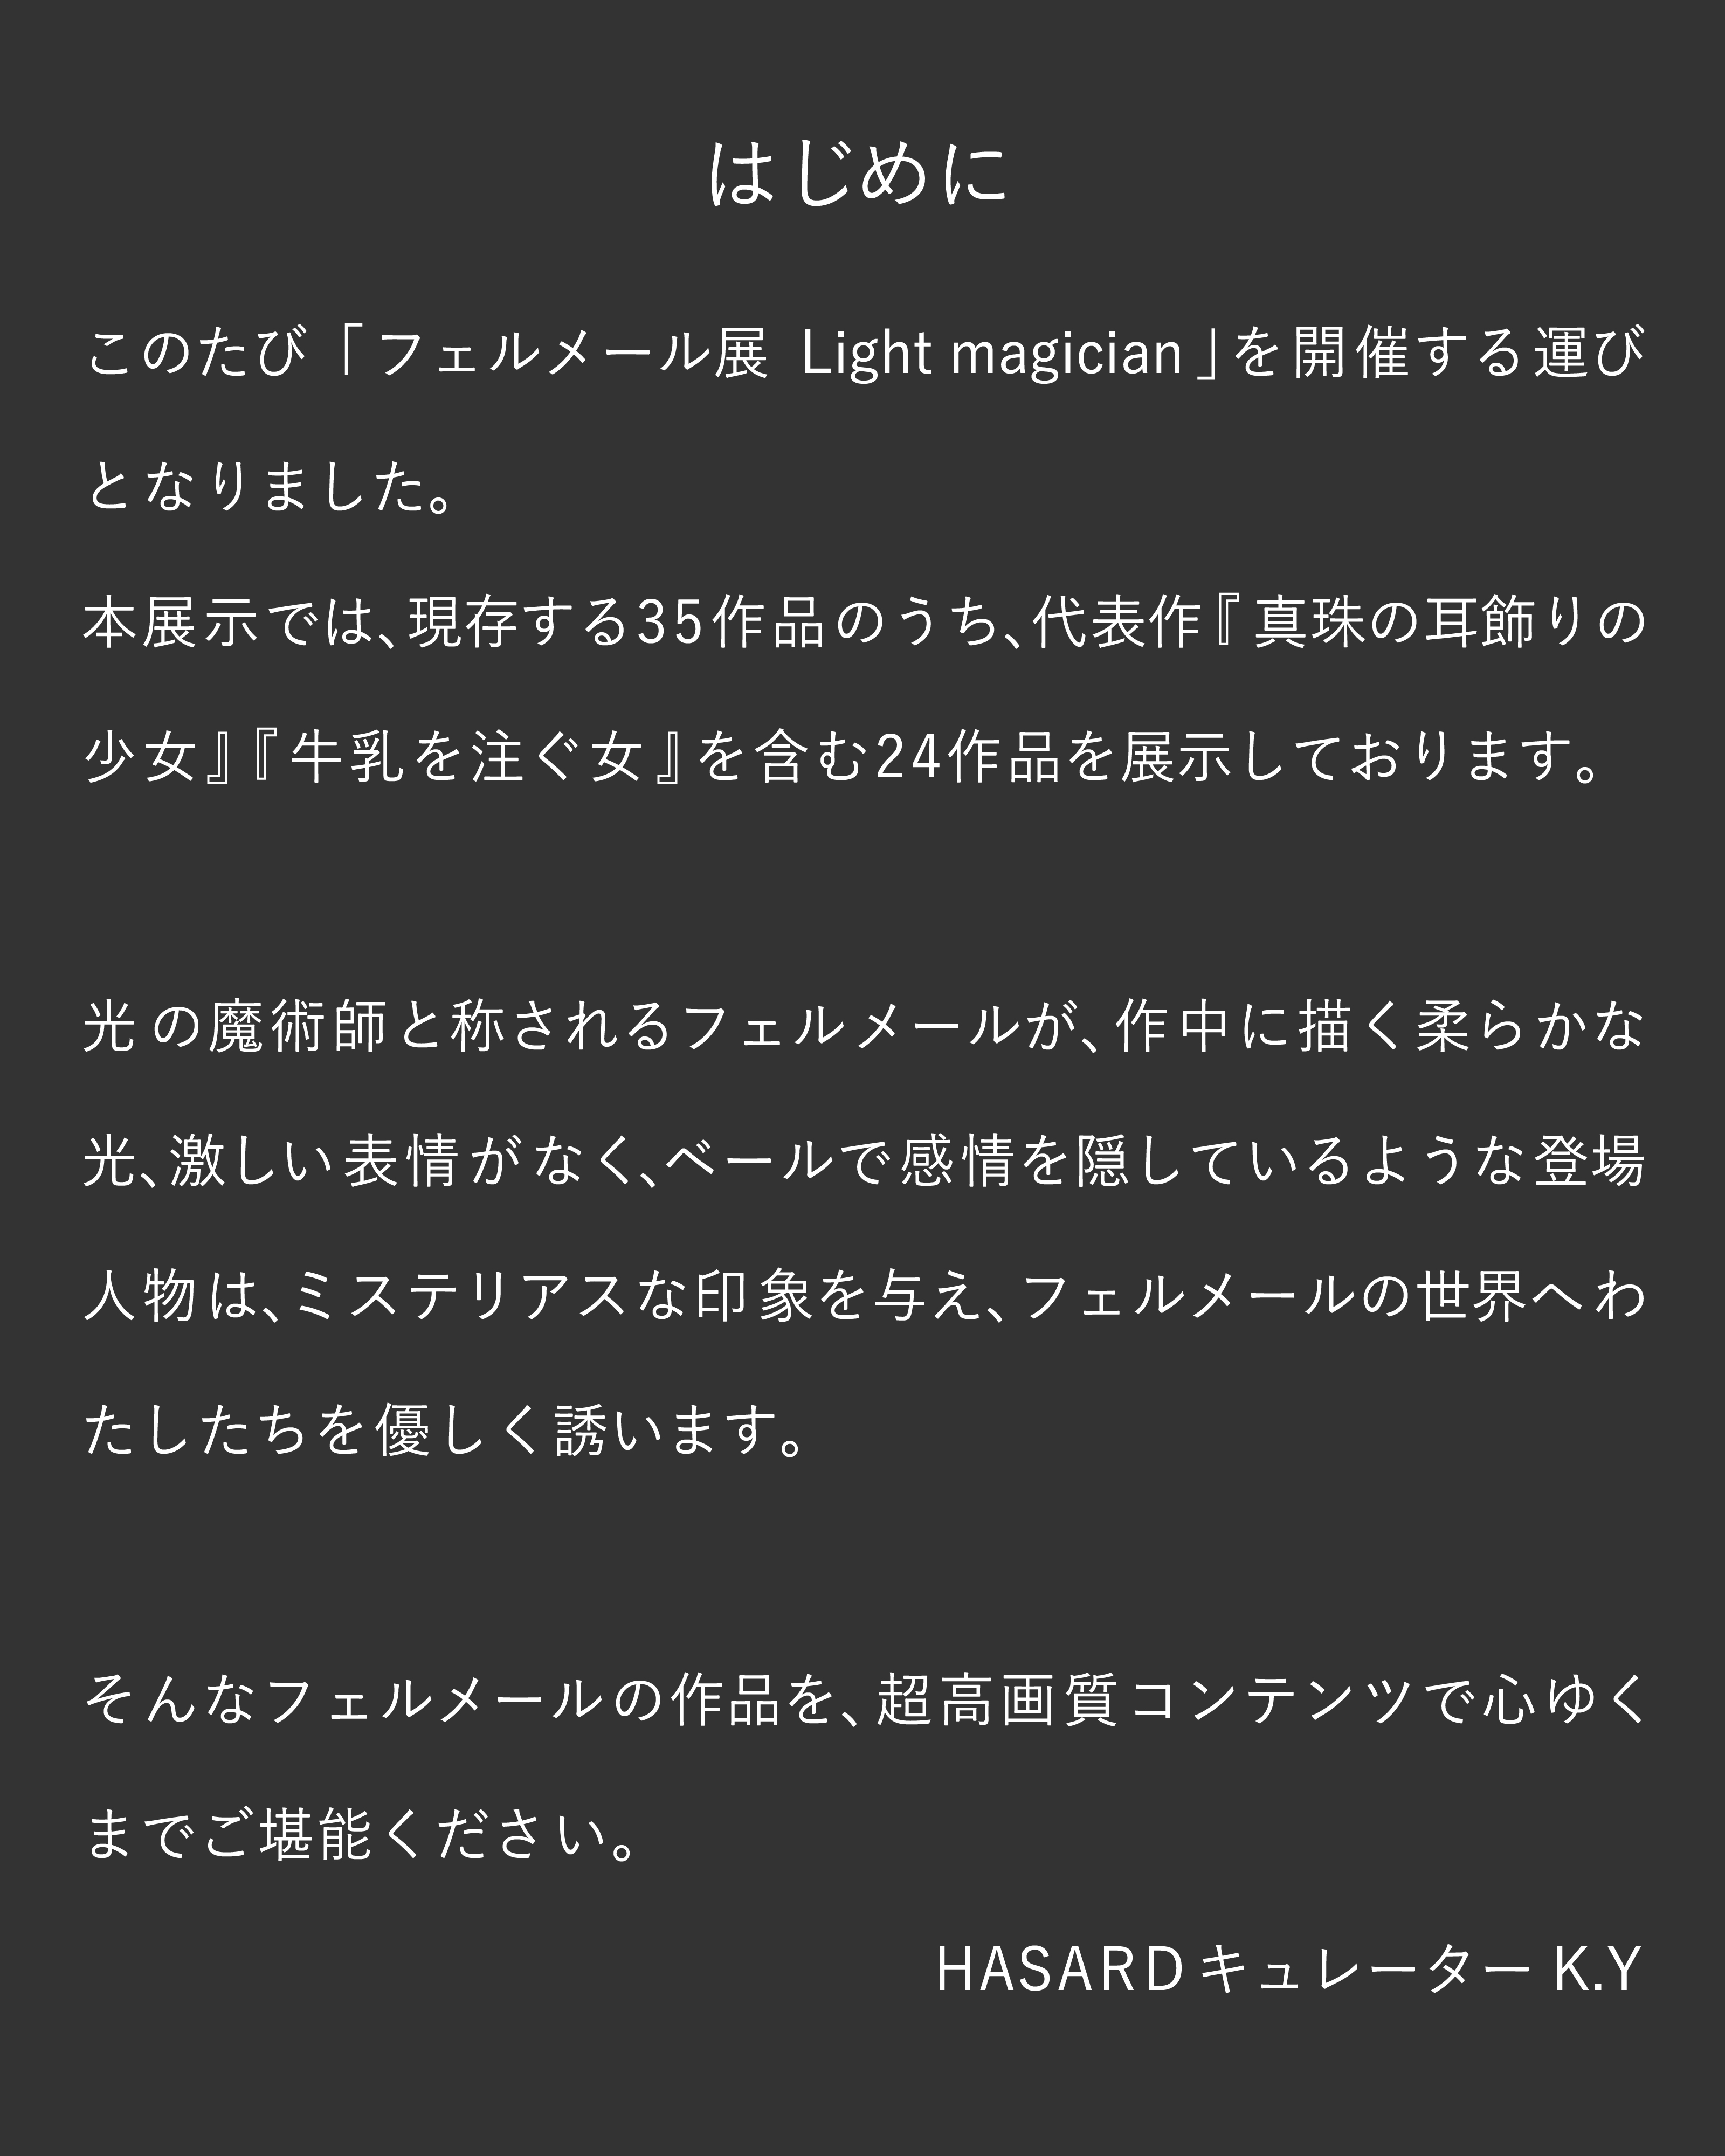 はじめに
このたび「フェルメール展 Light magician」を開催する運び
となりました。
本展示では、現存する35作品のうち、代表作『真珠の耳飾りの
少女』『牛乳を注ぐ女』を含む24作品を展示しております。
光の魔術師と称されるフェルメールが、作中に描く柔らかな
光、激しい表情がなく、ベールで感情を隠しているような登場
人物は、ミステリアスな印象を与え、フェルメールの世界へわ
たしたちを優しく誘います。
そんなフェルメールの作品を、超高画質コンテンツで心ゆく
までご堪能ください。
HASARDキュレーター K.Y